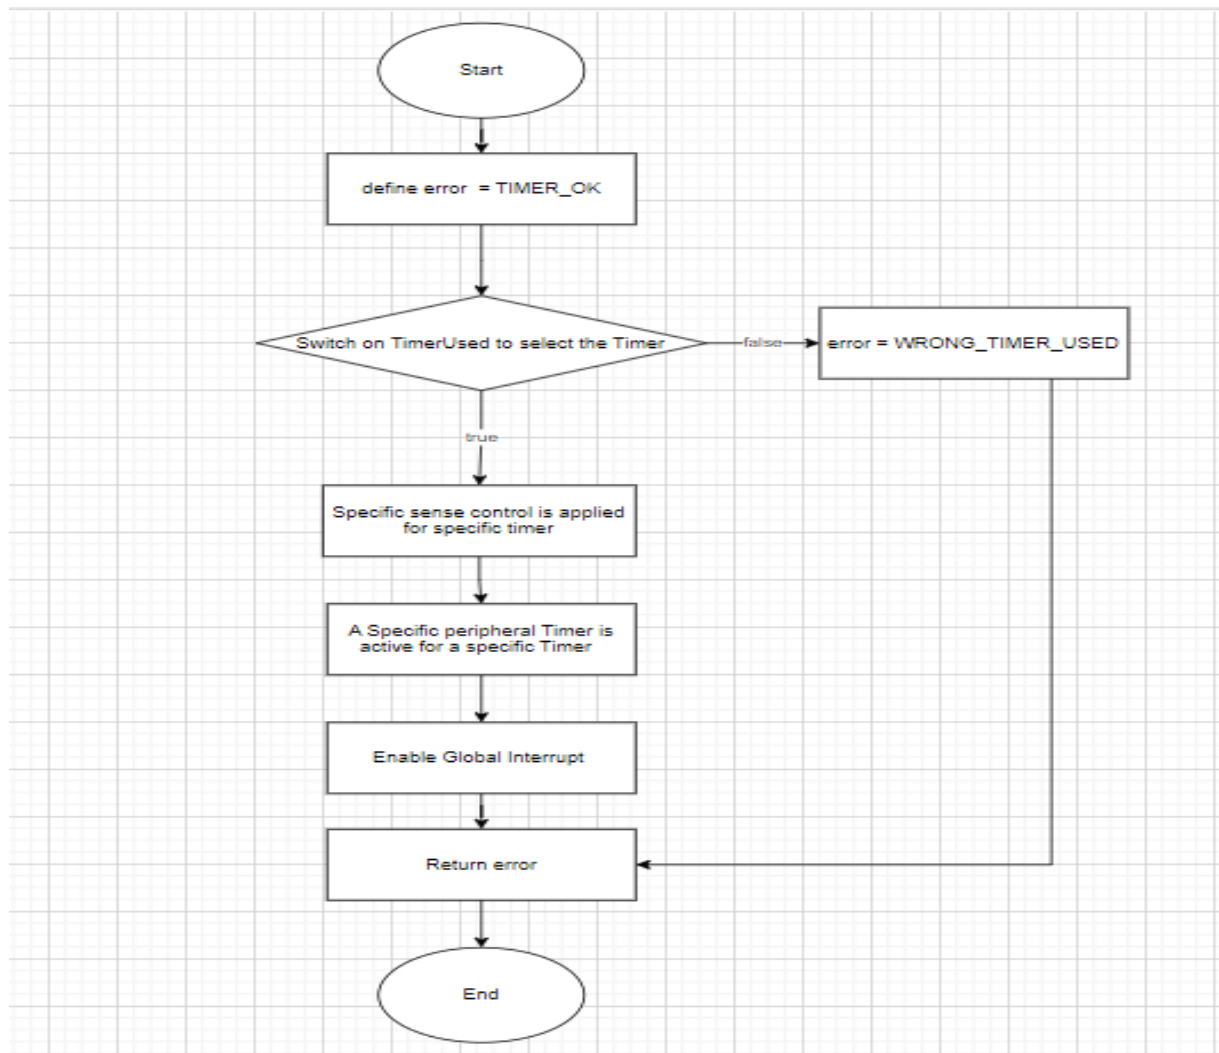 Start
define error  = TIMER_OK
Switch on TimerUsed to select the Timer
false
error = WRONG_TIMER_USED
true
Specific sense control is applied
for specific timer
A Specific peripheral Timer is
active for a specific Timer
Enable Global Interrupt
Return error
End